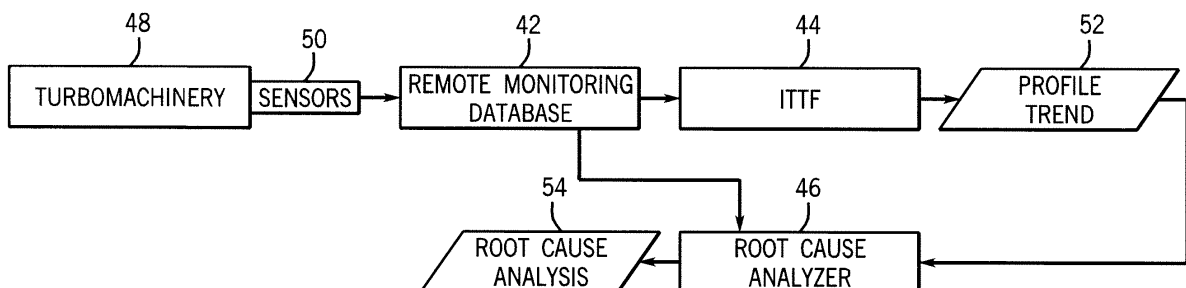 48
50
42
44
52
TURBOMACHINERY
SENSORS
REMOTE MONITORING
DATABASE
ITTF
PROFILE
TREND
54
46
ROOT CAUSE
ANALYSIS
ROOT CAUSE
ANALYZER